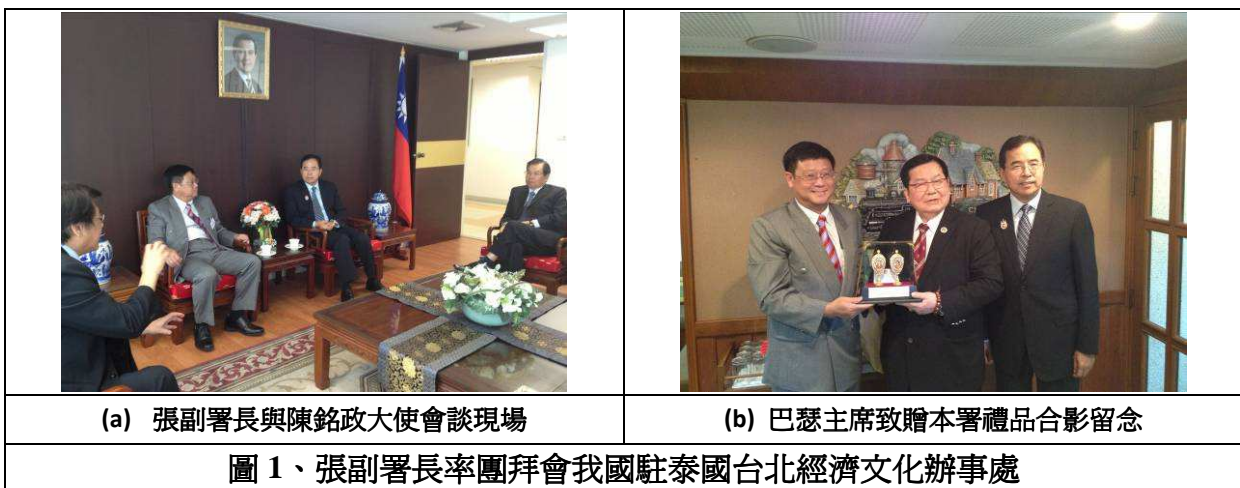 (a) 張副署長與陳銘政大使會談現場
(b) 巴瑟主席致贈本署禮品合影留念
圖 1、張副署長率團拜會我國駐泰國台北經濟文化辦事處